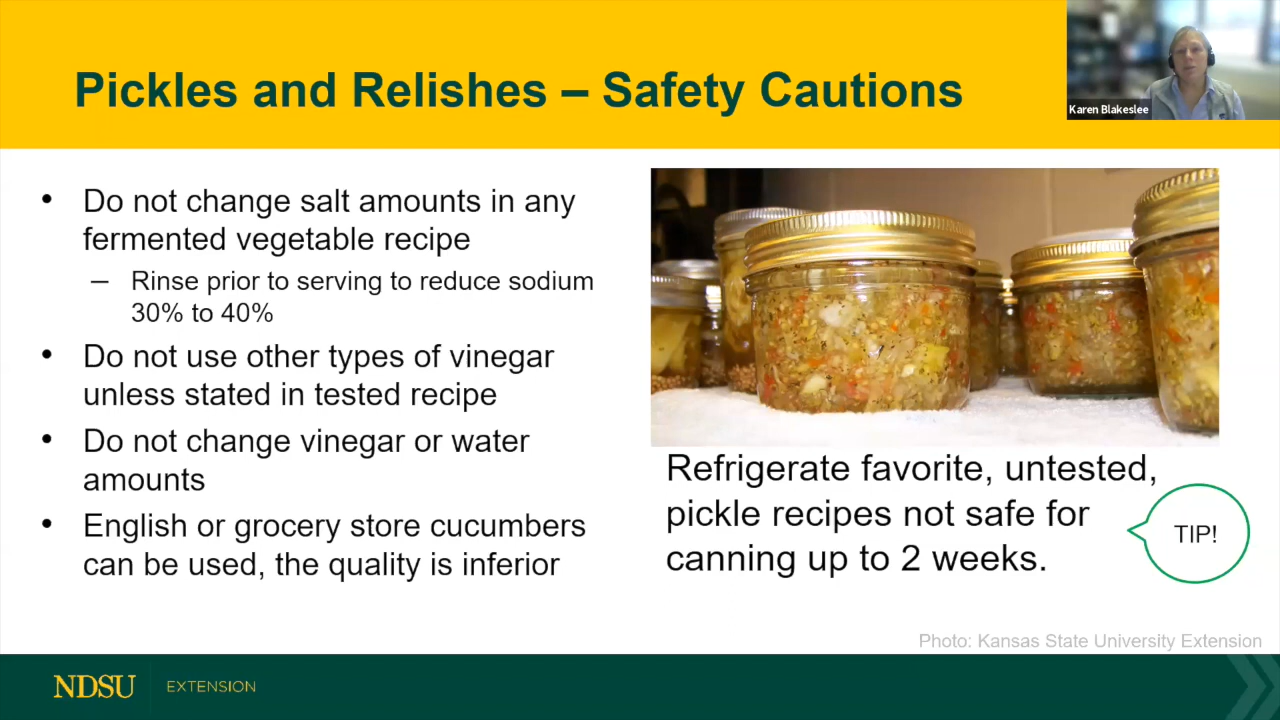 Pickles and Relishes – Safety Cautions
Karen Blakeslee
• Do not change salt amounts in any
fermented vegetable recipe
– Rinse prior to serving to reduce sodium
30% to 40%
• Do not use other types of vinegar
unless stated in tested recipe
• Do not change vinegar or water
amounts
• English or grocery store cucumbers
can be used, the quality is inferior
Refrigerate favorite, untested,
pickle recipes not safe for
canning up to 2 weeks.
TIP!
Photo: Kansas State University Extension
NDSU
EXTENSION